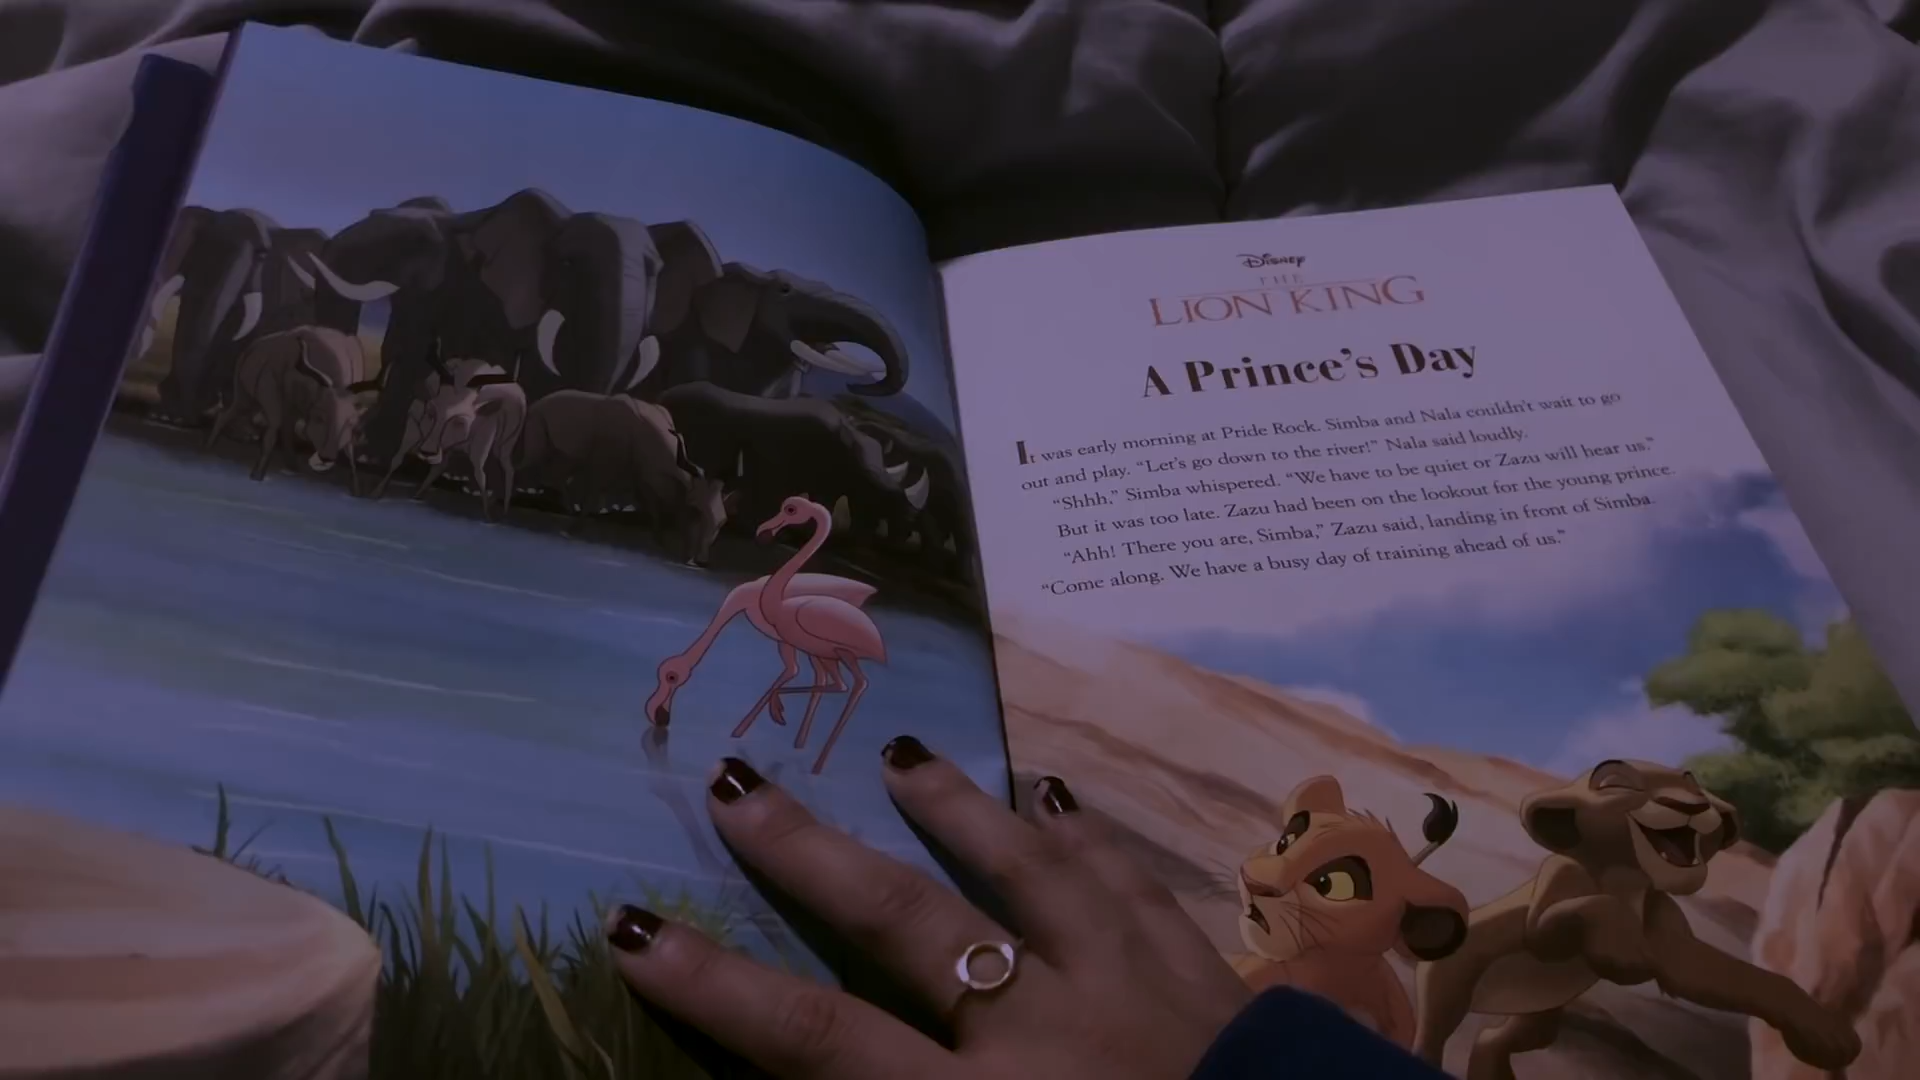 Disney
THE
LION KING
A Prince's Day
It was early morning at Pride Rock. Simba and Nala couldn't wait to go
out and play. “Let's go down to the river!” Nala said loudly.
“Shhh,” Simba whispered. “We have to be quiet or Zazu will hear us.”
But it was too late. Zazu had been on the lookout for the young prince.
“Ahh! There you are, Simba,” Zazu said, landing in front of Simba.
“Come along. We have a busy day of training ahead of us.”